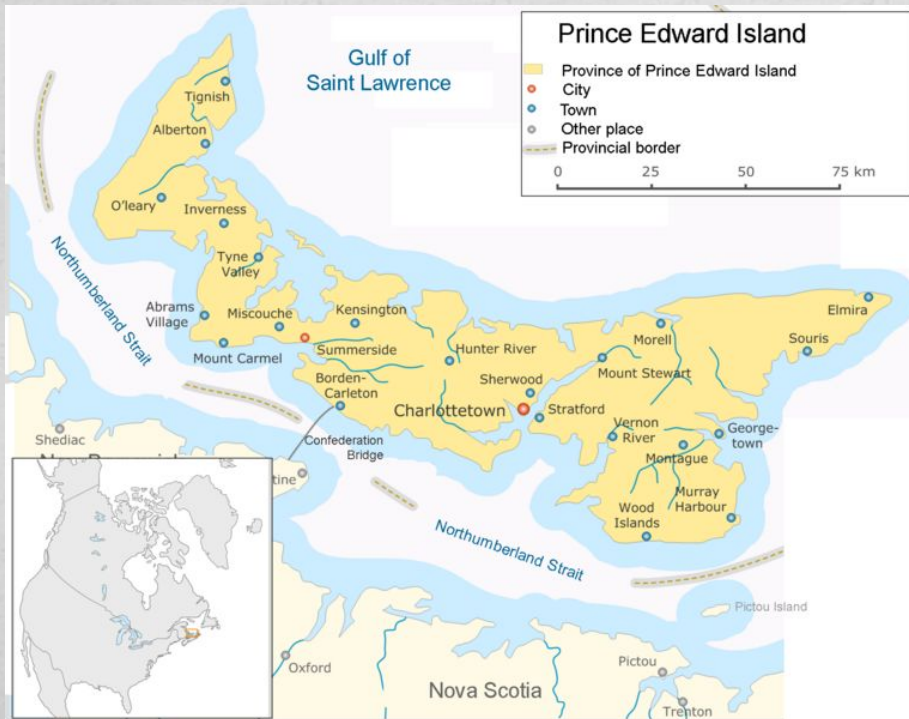 Prince Edward Island
Province of Prince Edward Island
City
Town
Other place
Provincial border
0 25 50 75 km
Gulf of
Saint Lawrence
Tignish
Alberton
O'leary
Inverness
Tyne
Valley
Northumberland Strait
Abrams
Village
Miscouche
Kensington
Elmira
Mount Carmel
Summerside
Hunter River
Morell
Souris
Mount Stewart
Borden-
Carleton
Sherwood
Charlottetown
Stratford
Vernon
River
George-
town
Shediac
Confederation
Bridge
Montague
tine
Murray
Harbour
Wood
Islands
Northumberland Strait
Pictou Island
Oxford
Pictou
Nova Scotia
Trenton